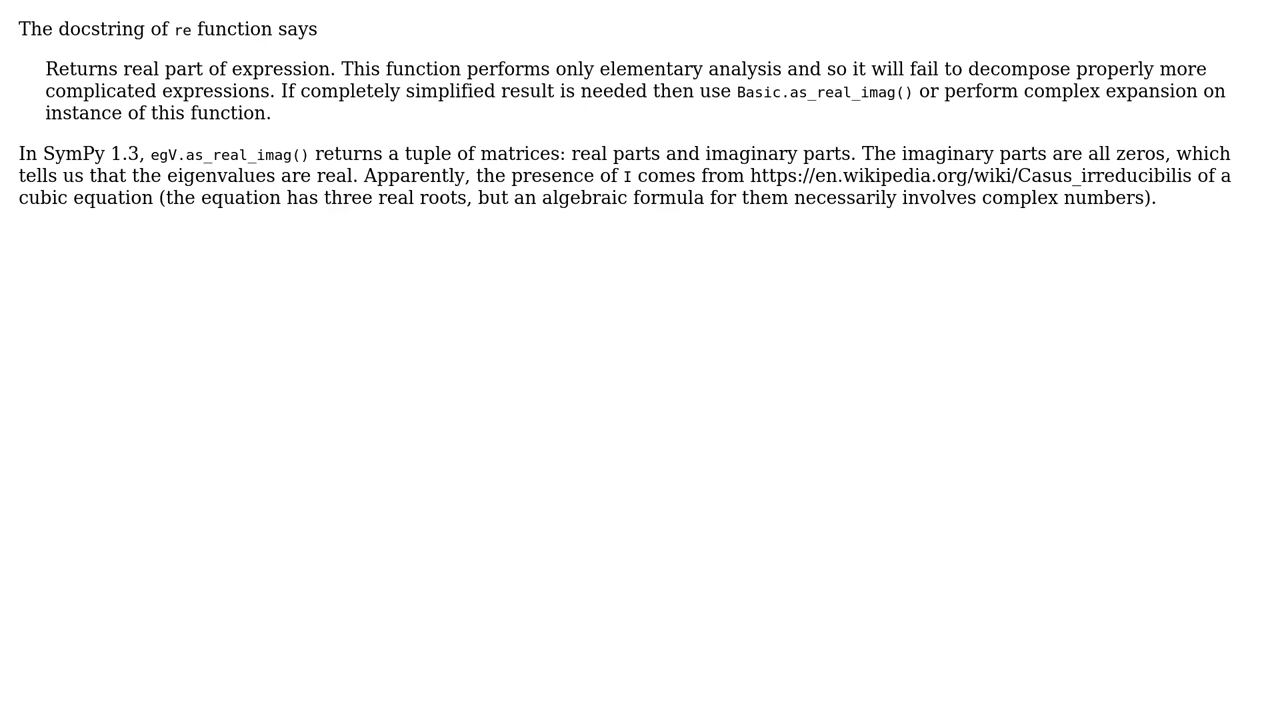 The docstring of re function says
Returns real part of expression. This function performs only elementary analysis and so it will fail to decompose properly more
complicated expressions. If completely simplified result is needed then use Basic.as_real_imag() or perform complex expansion on
instance of this function.
In SymPy 1.3, egV.as_real_imag() returns a tuple of matrices: real parts and imaginary parts. The imaginary parts are all zeros, which
tells us that the eigenvalues are real. Apparently, the presence of I comes from https://en.wikipedia.org/wiki/Casus_irreducibilis of a
cubic equation (the equation has three real roots, but an algebraic formula for them necessarily involves complex numbers).